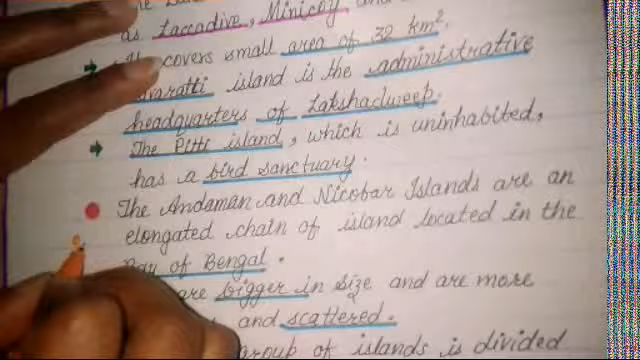 as Laccadive, Minicoy
covers small area of 32 km².
island is the administrative
headquarters of Lakshadweep.
The Pitti island, which is uninhabited,
has a bird sanctuary.
The Andaman and Nicobar Islands are an
elongated chain of island located in the
Bay of Bengal.
are bigger in size and are more
and scattered.
group of islands is divided